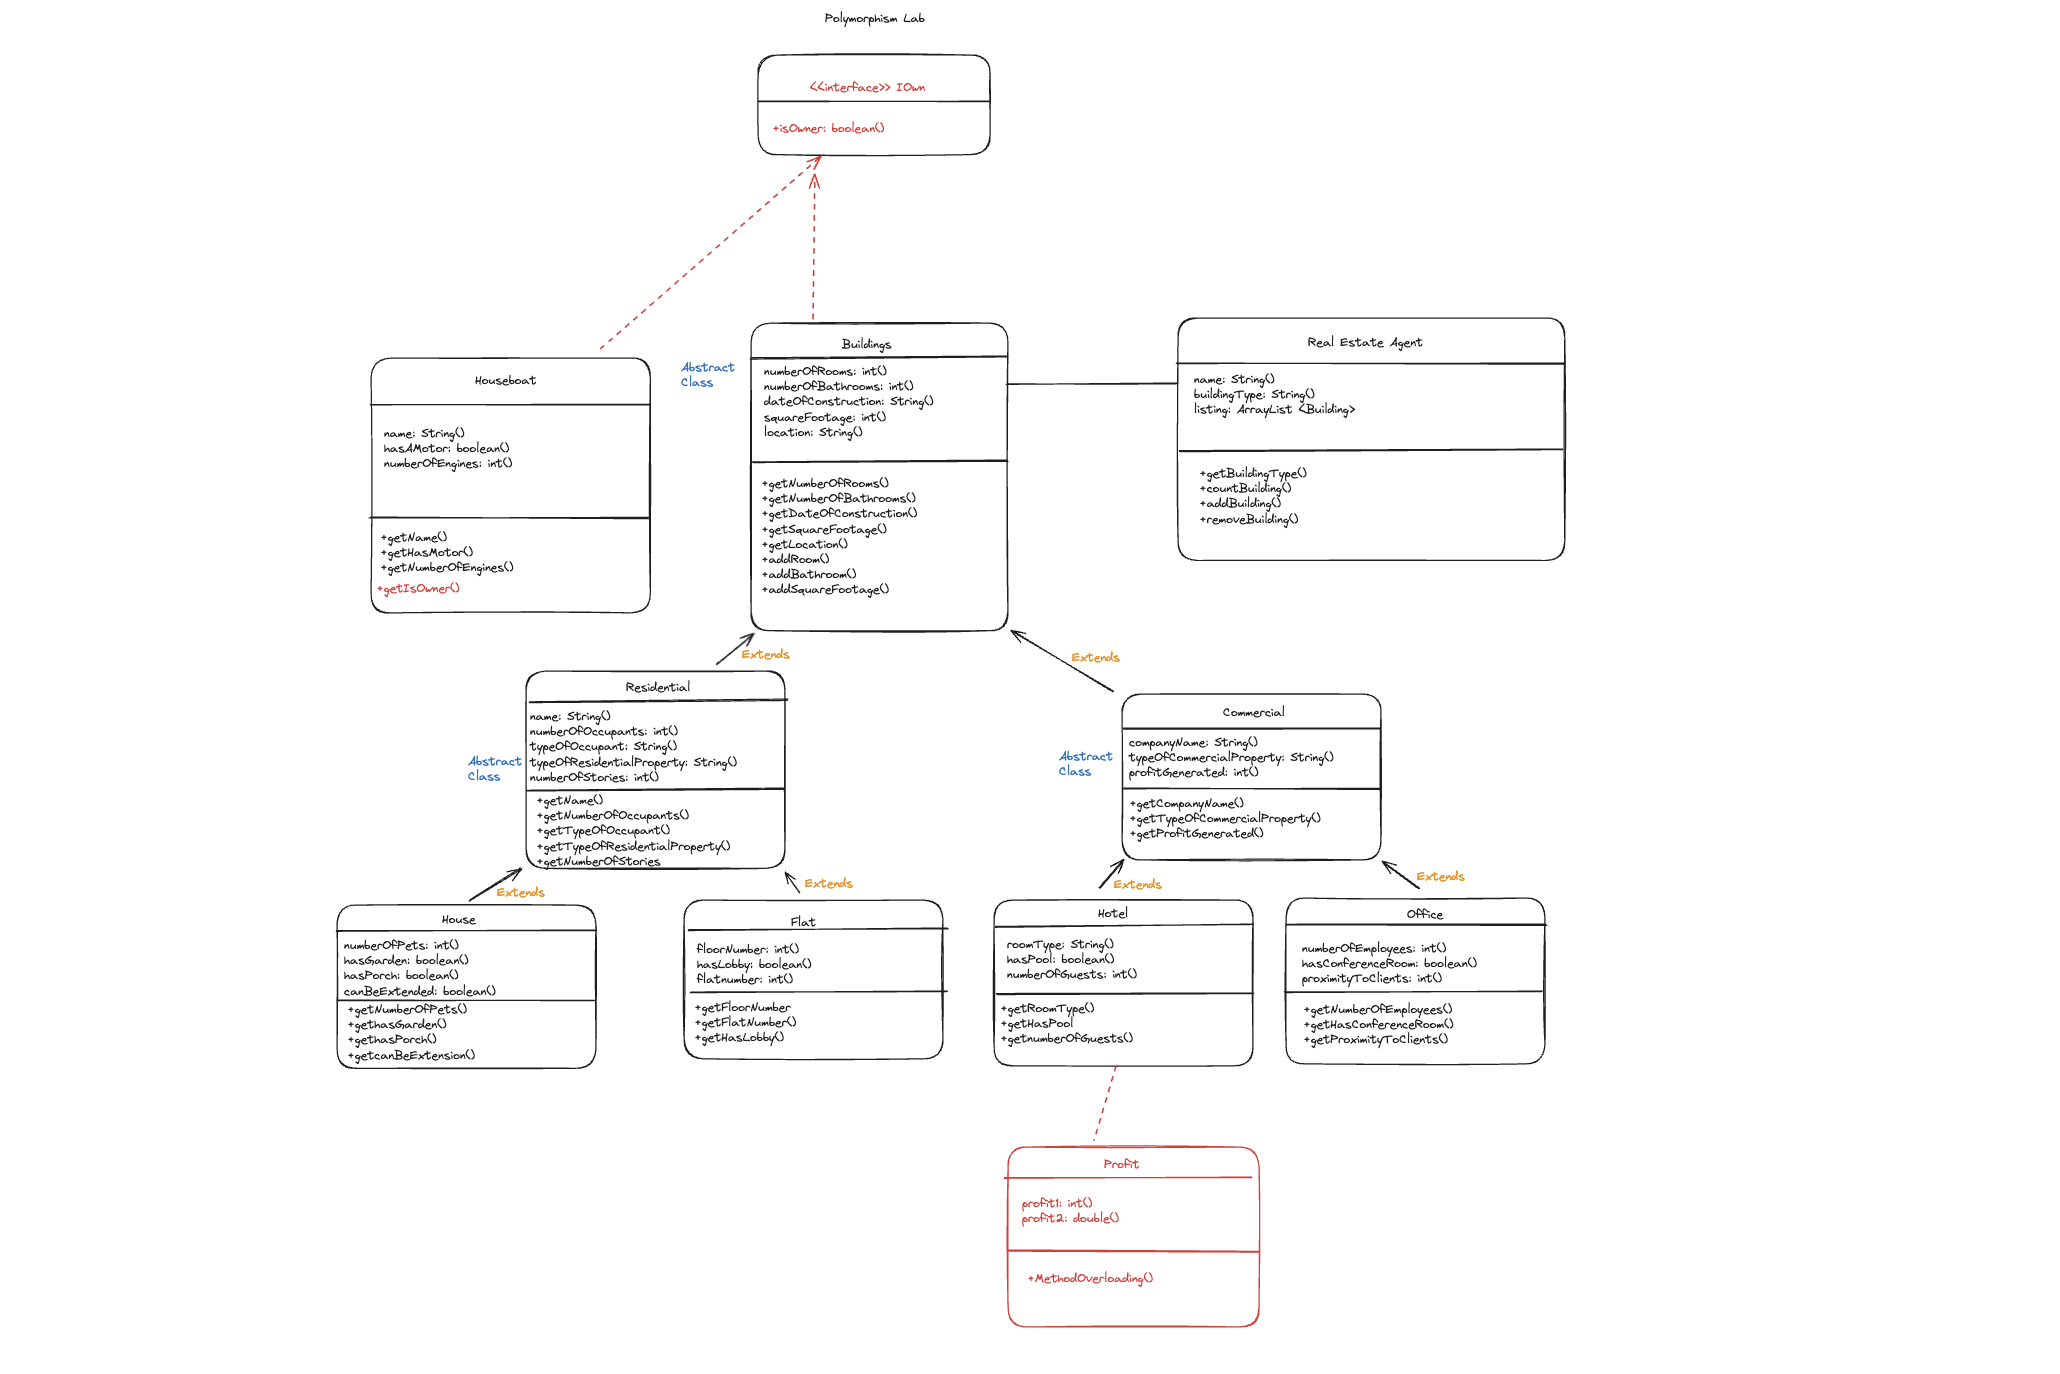 Polymorphism Lab
<<interface>> IOwn
+isOwner: boolean()
Houseboat
name: String()
hasAMotor: boolean()
numberOfEngines: int()
+getName()
+getHasMotor()
+getNumberOfEngines()
+getIsOwner()
Abstract
Class
Buildings
numberOfRooms: int()
numberOfBathrooms: int()
dateOfConstruction: String()
squareFootage: int()
location: String()
+getNumberOfRooms()
+getNumberOfBathrooms()
+getDateOfConstruction()
+getSquareFootage()
+getLocation()
+addRoom()
+addBathroom()
+addSquareFootage()
Real Estate Agent
name: String()
buildingType: String()
listing: ArrayList <Building>
+getBuildingType()
+countBuilding()
+addBuilding()
+removeBuilding()
Extends
Extends
Abstract
Class
Residential
name: String()
numberOfOccupants: int()
typeOfOccupant: String()
typeOfResidentialProperty: String()
numberOfStories: int()
+getName()
+getNumberOfOccupants()
+getTypeOfOccupant()
+getTypeOfResidentialProperty()
+getNumberOfStories
Abstract
Class
Commercial
companyName: String()
typeOfCommercialProperty: String()
profitGenerated: int()
+getCompanyName()
+getTypeOfCommercialProperty()
+getProfitGenerated()
Extends
Extends
Extends
Extends
House
numberOfPets: int()
hasGarden: boolean()
hasPorch: boolean()
canBeExtended: boolean()
+getNumberOfPets()
+gethasGarden()
+gethasPorch()
+getcanBeExtension()
Flat
floorNumber: int()
hasLobby: boolean()
flatnumber: int()
+getFloorNumber
+getFlatNumber()
+getHasLobby()
Hotel
roomType: String()
hasPool: boolean()
numberOfGuests: int()
+getRoomType()
+getHasPool
+getnumberOfGuests()
Office
numberOfEmployees: int()
hasConferenceRoom: boolean()
proximityToClients: int()
+getNumberOfEmployees()
+getHasConferenceRoom()
+getProximityToClients()
Profit
profit1: int()
profit2: double()
+MethodOverloading()